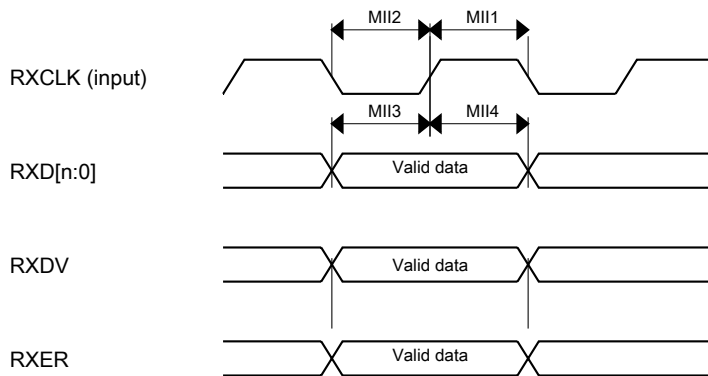 MII2 MII1
RXCLK (input)
MII3 MII4
RXD[n:0] Valid data
RXDV Valid data
RXER Valid data